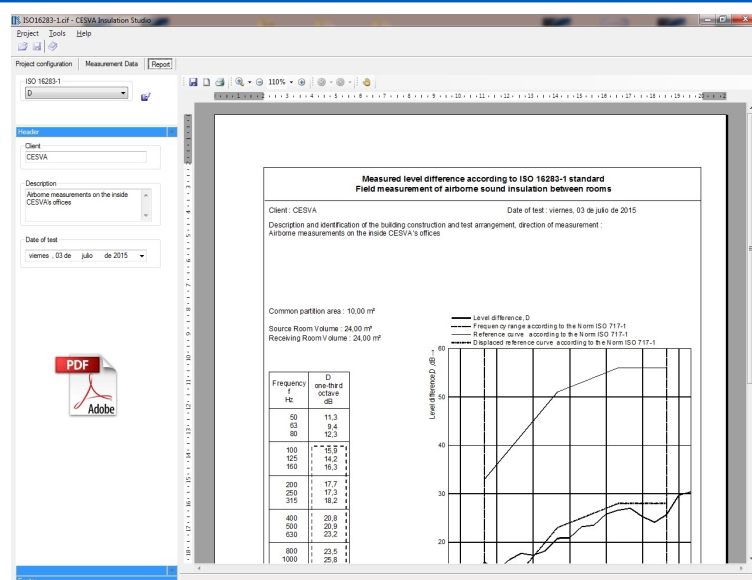 ISO16283-1.cif - CESVA Insulation Studio
Project Tools Help
Project configuration Measurement Data Report
ISO 16283-1
D
110%
Header
Client
CESVA
Description
Airborne measurements on the inside
CESVA's offices
Date of test
viernes , 03 de julio de 2015
PDF
Adobe
Measured level difference according to ISO 16283-1 standard
Field measurement of airborne sound insulation between rooms
Client : CESVA Date of test : viernes, 03 de julio de 2015
Description and identification of the building construction and test arrangement, direction of measurement :
Airborne measurements on the inside CESVA's offices
Common partition area : 10,00 m²
Source Room Volume : 24,00 m³
Receiving Room Volume : 24,00 m³
Level difference, D
Frequency range according to the Norm ISO 717-1
Reference curve according to the Norm ISO 717-1
Displaced reference curve according to the Norm ISO 717-1
Level difference D, dB→
60
50
40
30
20
Frequency f Hz
D one-third octave dB
50 11,3
63 9,4
80 12,3
100 15,9
125 14,2
160 16,3
200 17,7
250 17,3
315 18,2
400 20,8
500 20,9
630 23,2
800 23,5
1000 25,8